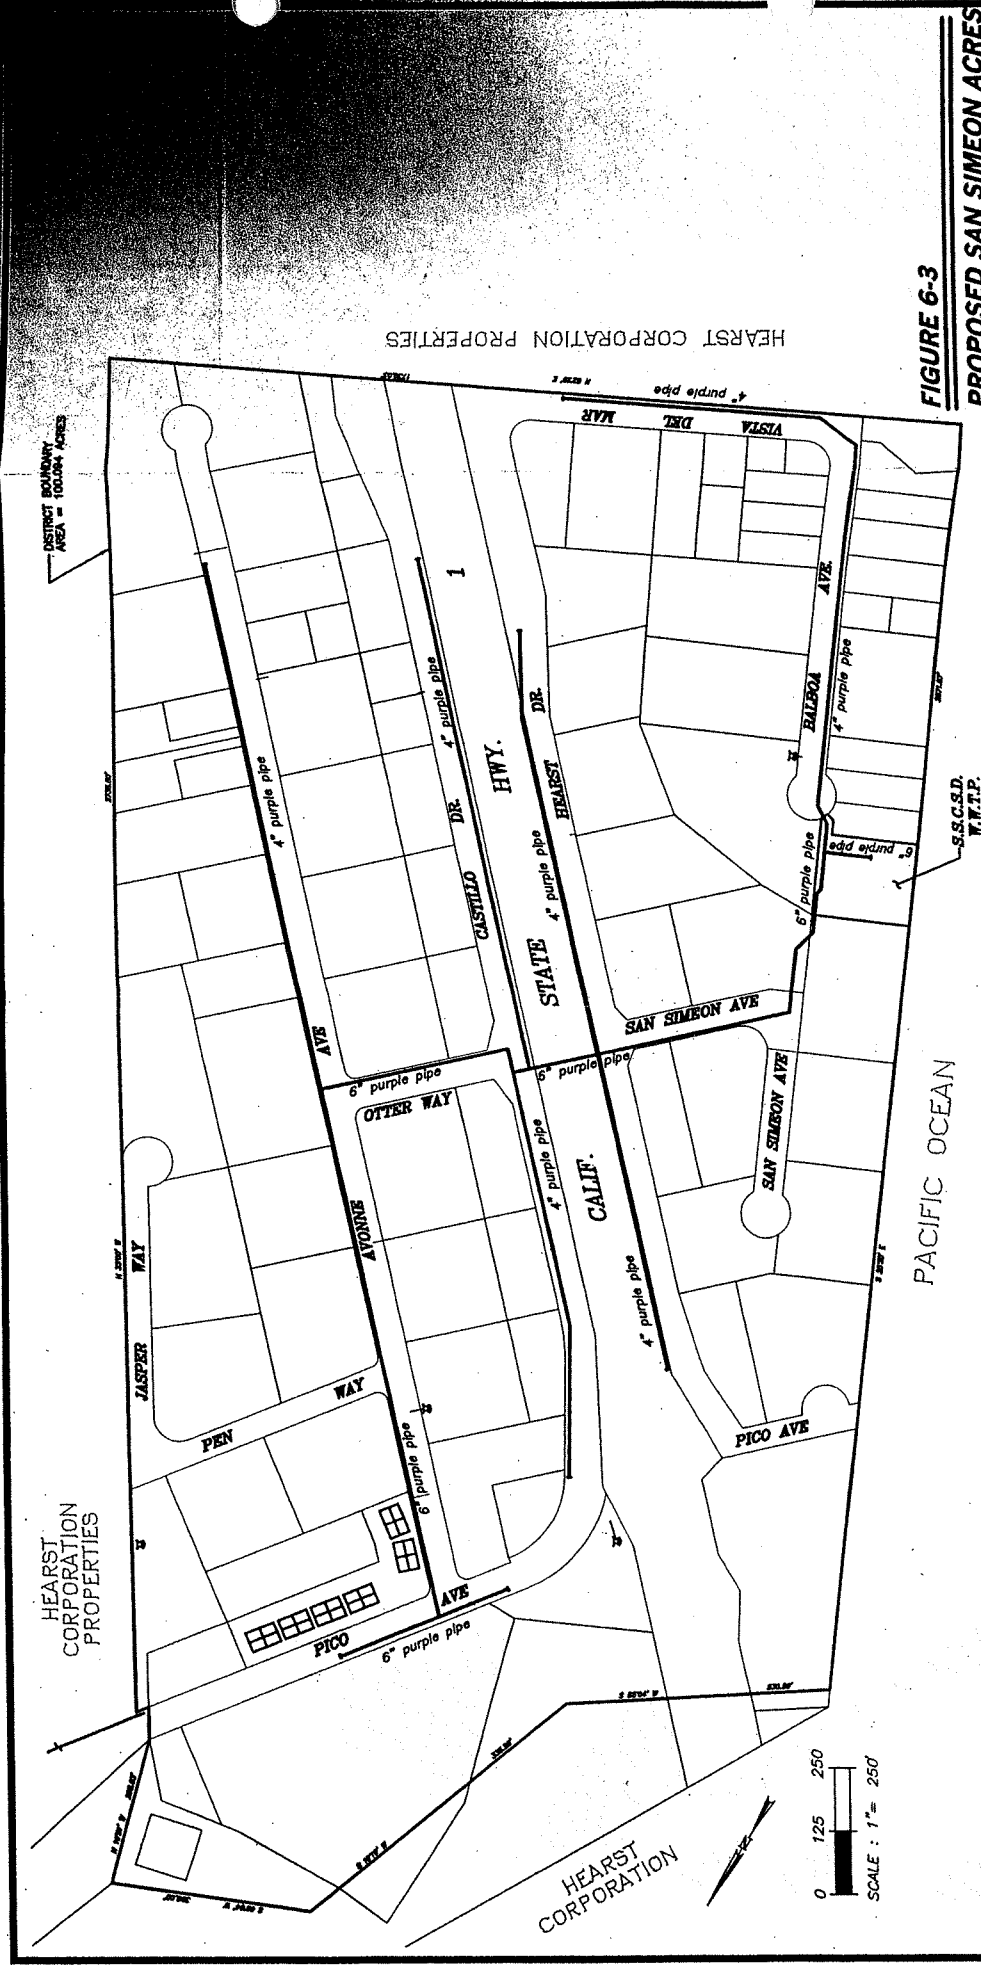 FIGURE 6-3
PROPOSED SAN SIMEON ACRES
DISTRICT BOUNDARY
AREA = 100.094 ACRES
HEARST
CORPORATION
PROPERTIES
HEARST CORPORATION PROPERTIES
JASPER WAY
PEN WAY
AVONNE AVE
4" purple pipe
6" purple pipe
OTTER WAY
6" purple pipe
PICO AVE
6" purple pipe
CASTILLO DR.
4" purple pipe
4" purple pipe
CALIF. STATE HWY. 1
6" purple pipe
HEARST DR.
4" purple pipe
4" purple pipe
SAN SIMEON AVE
SAN SIMEON AVE
PICO AVE
VISTA DEL MAR
4" purple pipe
BALBOA AVE.
4" purple pipe
6" purple pipe
6" purple pipe
S.S.C.S.D.
W.W.T.P.
PACIFIC OCEAN
HEARST
CORPORATION
0 125 250
SCALE : 1"= 250'